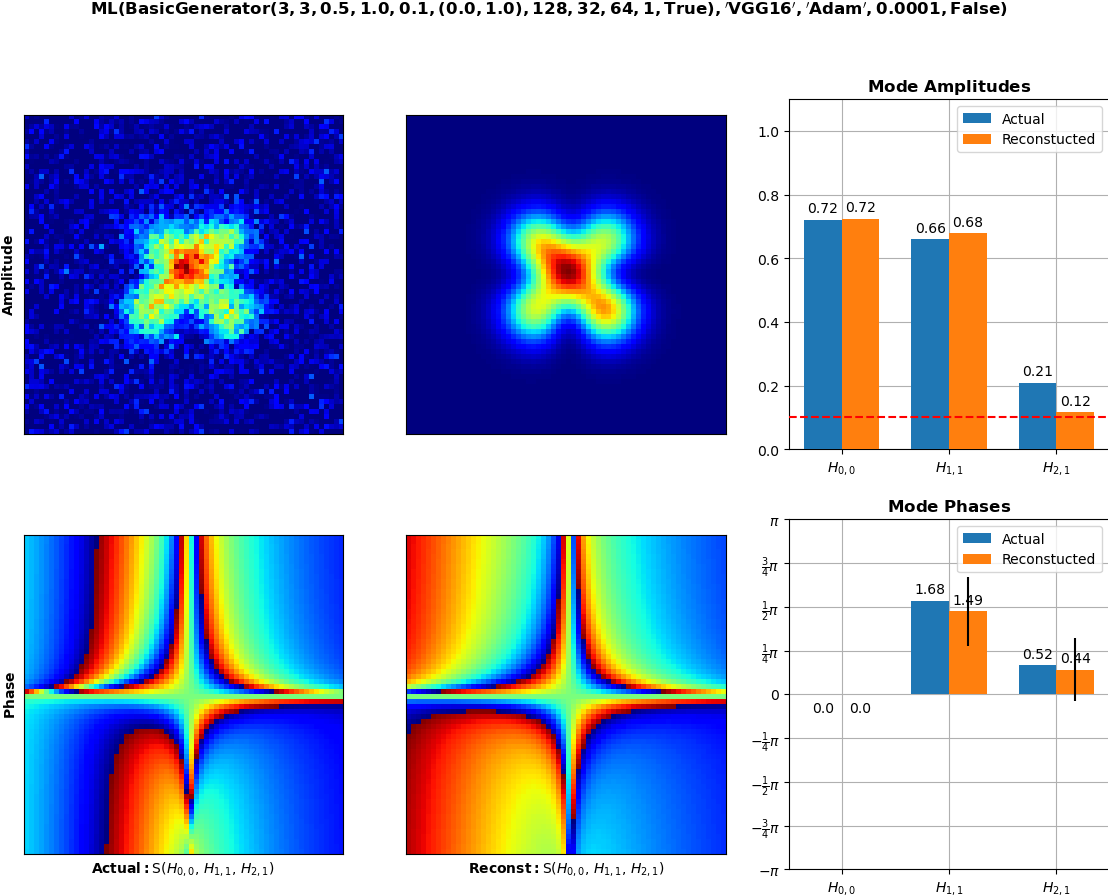 ML(BasicGenerator(3, 3, 0.5, 1.0, 0.1, (0.0, 1.0), 128, 32, 64, 1, True), ′VGG16′, ′Adam′, 0.0001, False)
Amplitude
Mode Amplitudes
Actual
Reconstucted
1.0
0.8
0.6
0.4
0.2
0.0
0.72
0.72
0.66
0.68
0.21
0.12
H0,0
H1,1
H2,1
Phase
Actual: S(H0,0, H1,1, H2,1)
Reconst: S(H0,0, H1,1, H2,1)
Mode Phases
Actual
Reconstucted
π
3/4π
1/2π
1/4π
0
−1/4π
−1/2π
−3/4π
−π
0.0
0.0
1.68
1.49
0.52
0.44
H0,0
H1,1
H2,1